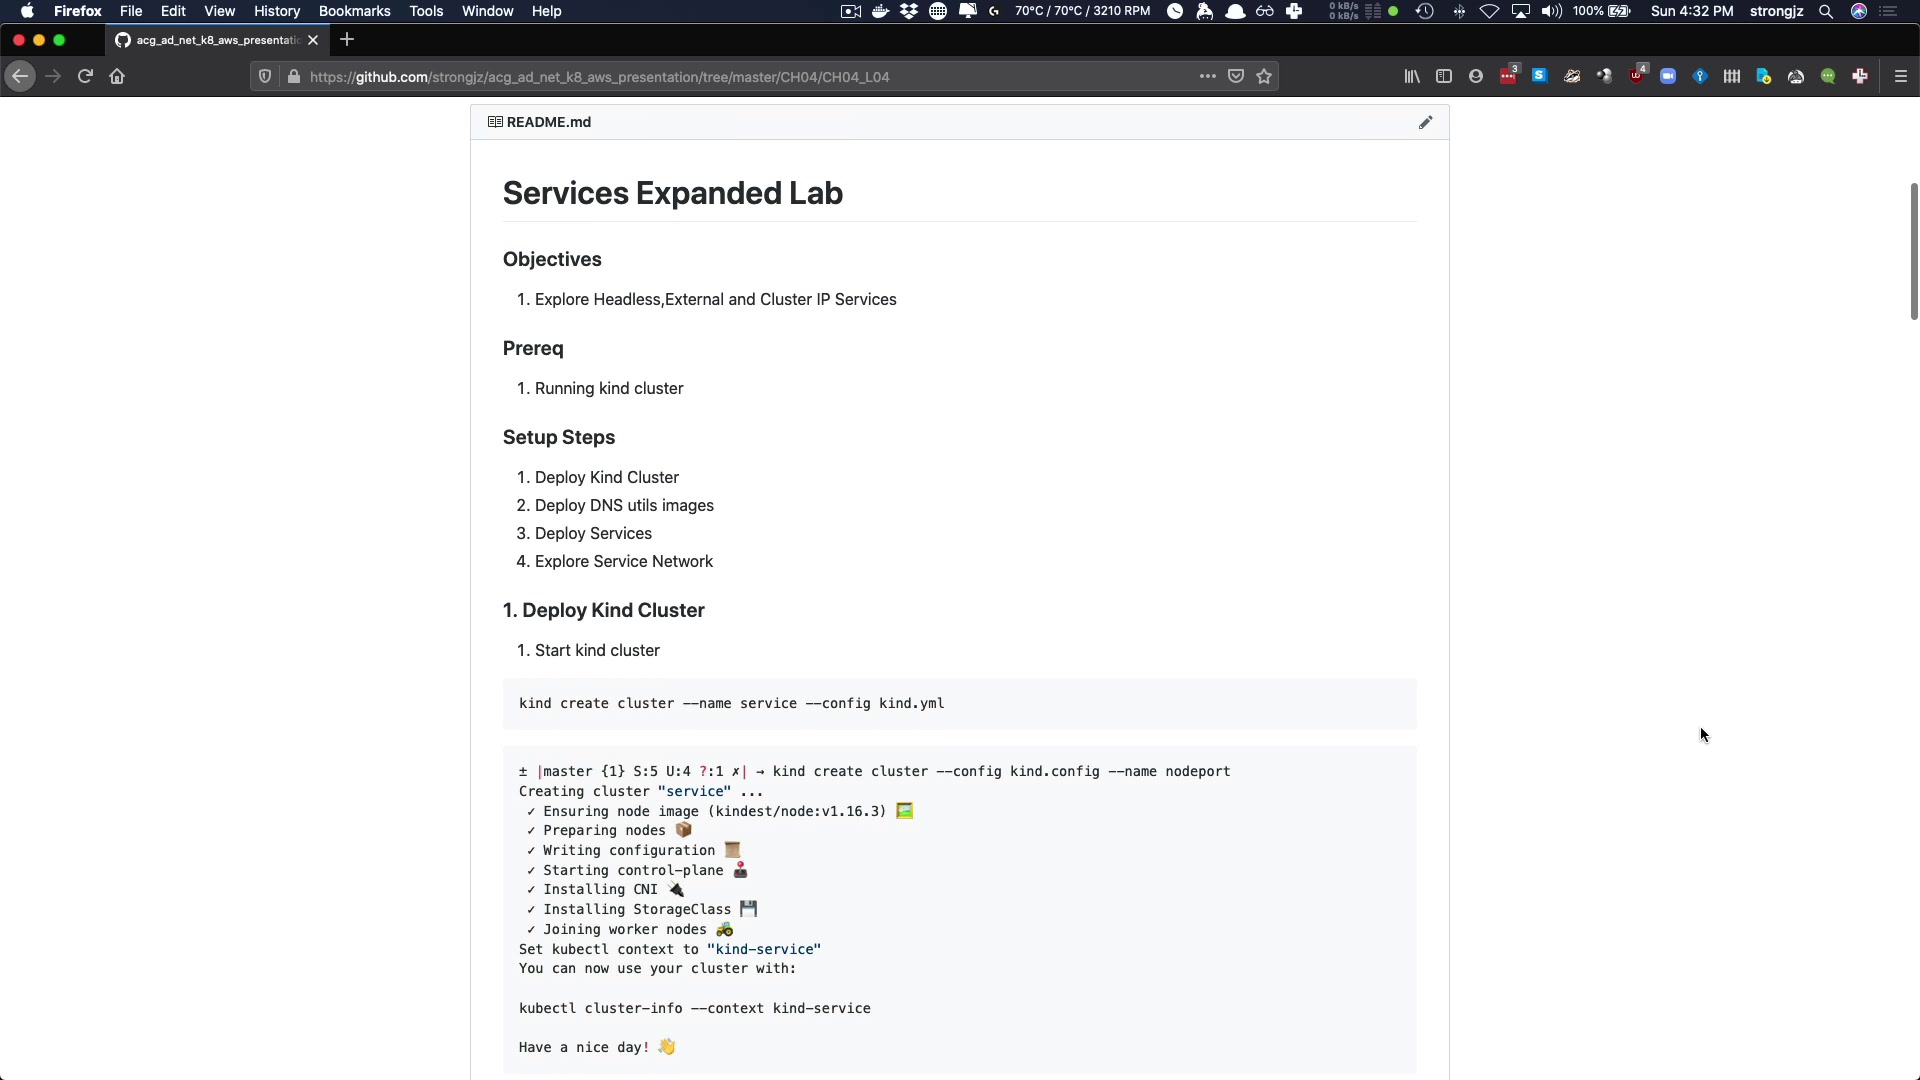 Firefox File Edit View History Bookmarks Tools Window Help
0 kB/s
0 kB/s
70°C / 70°C / 3210 RPM
100%
Sun 4:32 PM strongjz
acg_ad_net_k8_aws_presentatio
https://github.com/strongjz/acg_ad_net_k8_aws_presentation/tree/master/CH04/CH04_L04
3
4
README.md
Services Expanded Lab
Objectives
1. Explore Headless,External and Cluster IP Services
Prereq
1. Running kind cluster
Setup Steps
1. Deploy Kind Cluster
2. Deploy DNS utils images
3. Deploy Services
4. Explore Service Network
1. Deploy Kind Cluster
1. Start kind cluster
kind create cluster --name service --config kind.yml
± |master {1} S:5 U:4 ?:1 ✗| → kind create cluster --config kind.config --name nodeport
Creating cluster "service" ...
✓ Ensuring node image (kindest/node:v1.16.3) 🖼
✓ Preparing nodes 📦
✓ Writing configuration 📜
✓ Starting control-plane 🕹
✓ Installing CNI 🔌
✓ Installing StorageClass 💾
✓ Joining worker nodes 🚜
Set kubectl context to "kind-service"
You can now use your cluster with:
kubectl cluster-info --context kind-service
Have a nice day! 👋